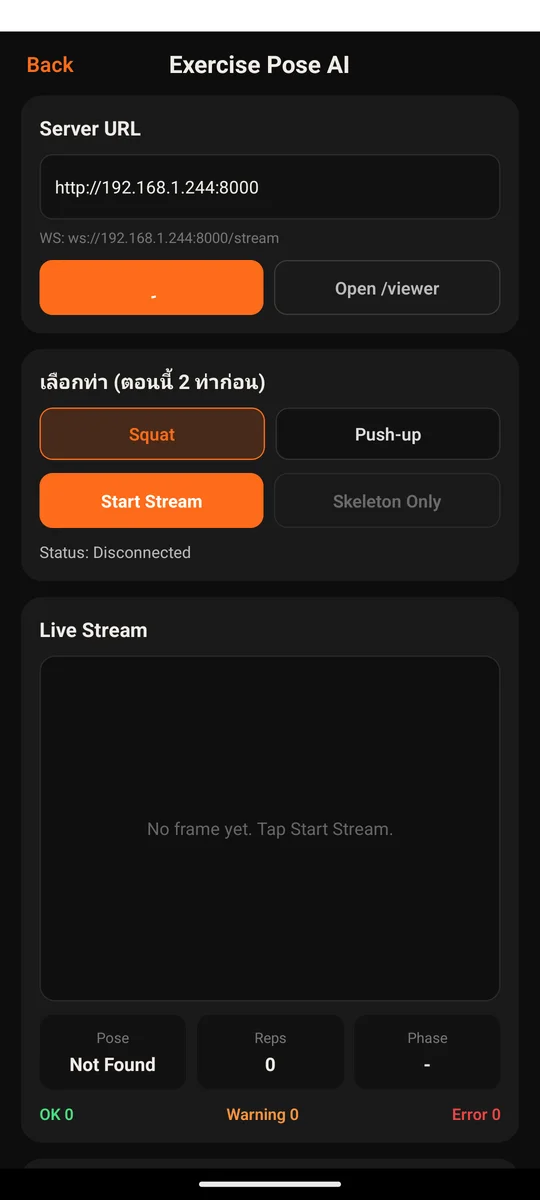 Back
Exercise Pose AI
Server URL
http://192.168.1.244:8000
WS: ws://192.168.1.244:8000/stream
-
Open /viewer
เลือกท่า (ตอนนี้ 2 ท่าก่อน)
Squat
Push-up
Start Stream
Skeleton Only
Status: Disconnected
Live Stream
No frame yet. Tap Start Stream.
Pose
Reps
Phase
Not Found
0
-
OK 0
Warning 0
Error 0